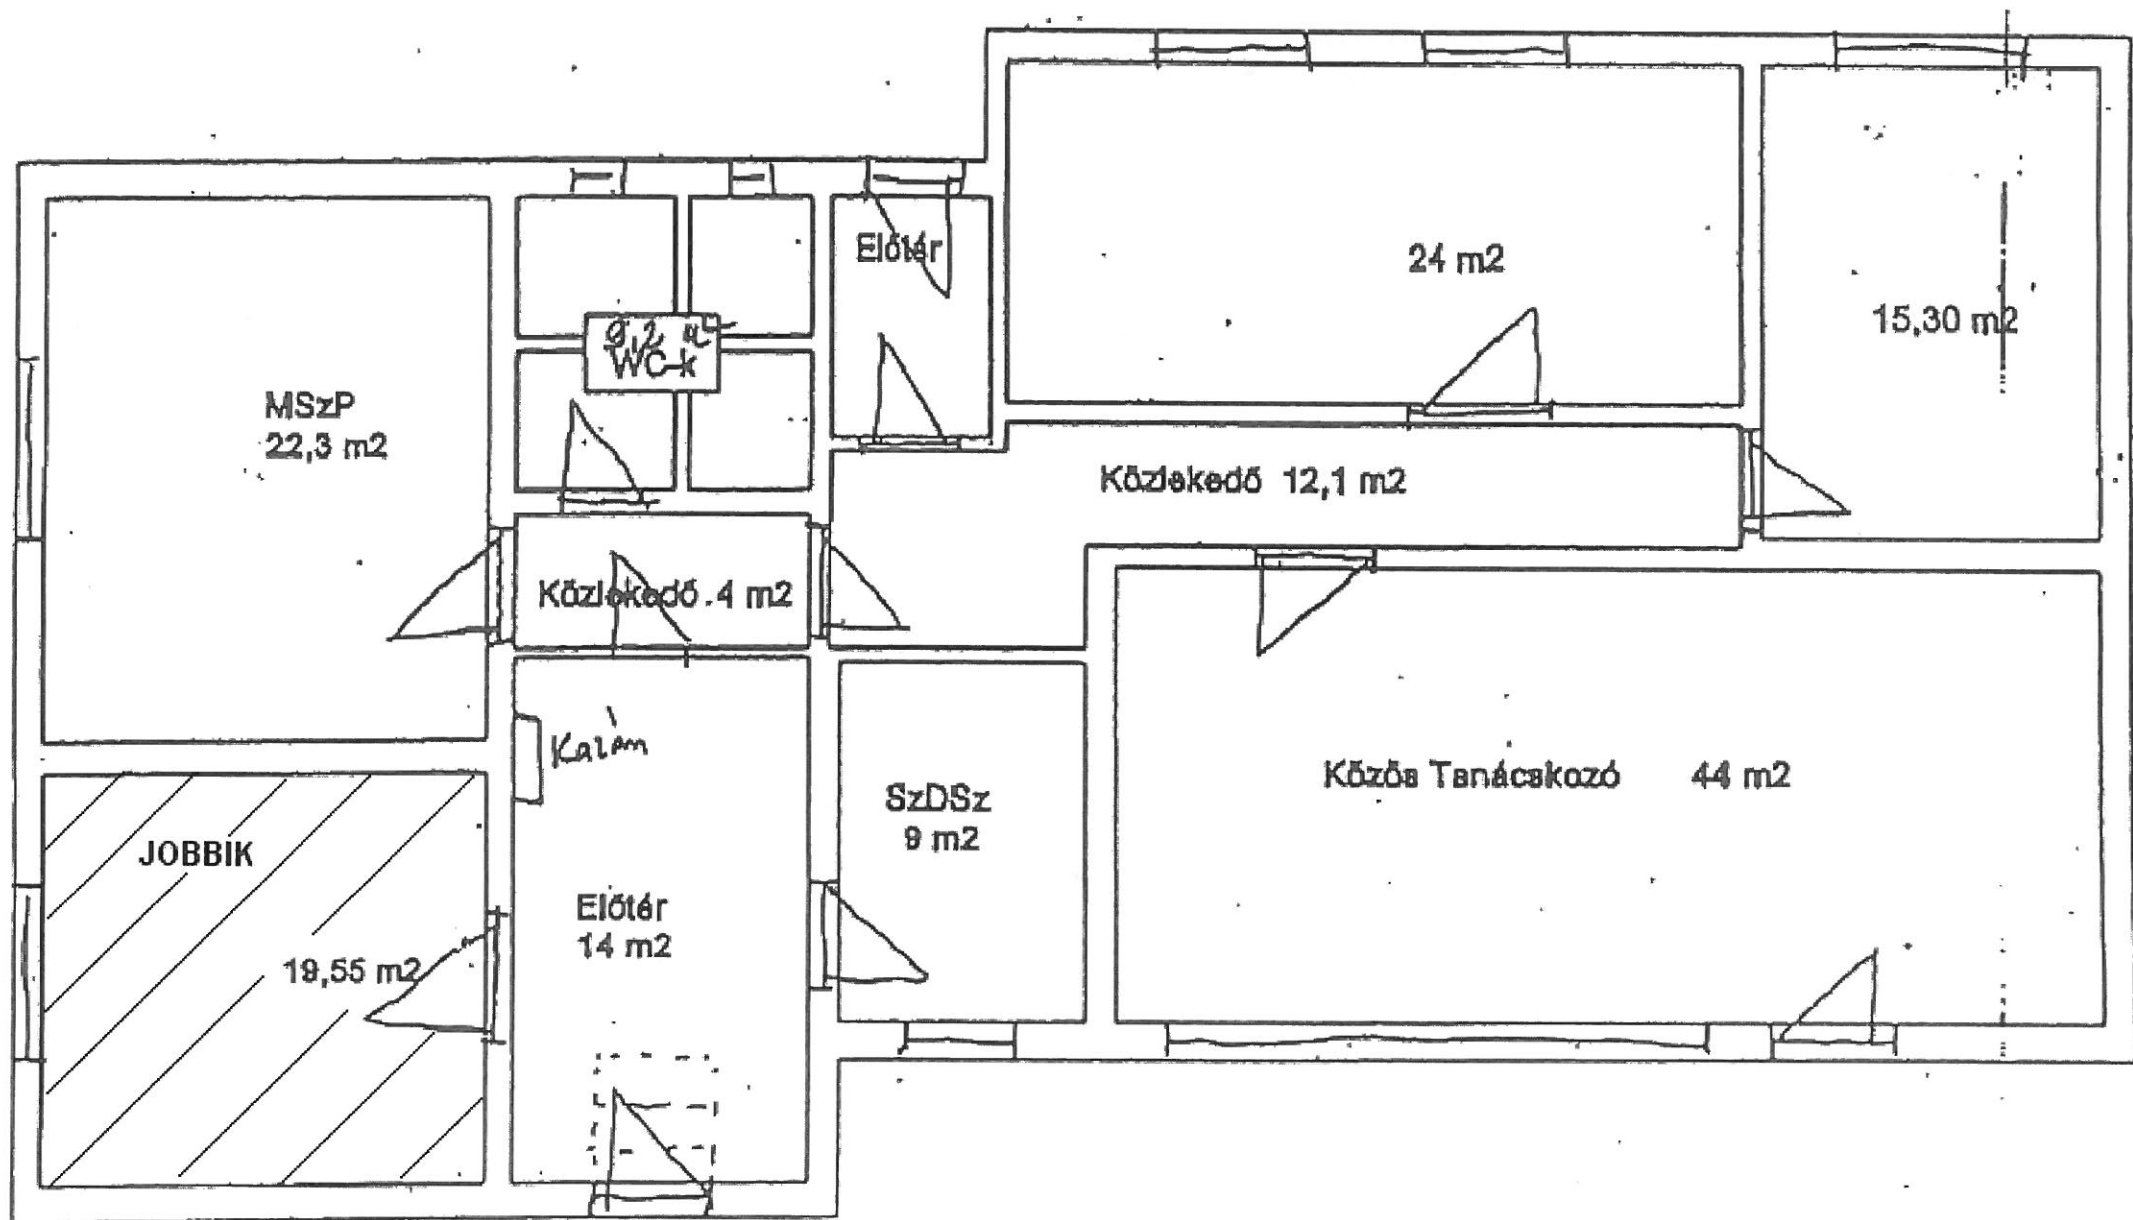 Előtér
24 m2
15,30 m2
9,2 m2
WC-k
MSzP
22,3 m2
Közlekedő 12,1 m2
Közlekedő 4 m2
Kazán
SzDSz
9 m2
Közös Tanácskozó 44 m2
JOBBIK
19,55 m2
Előtér
14 m2